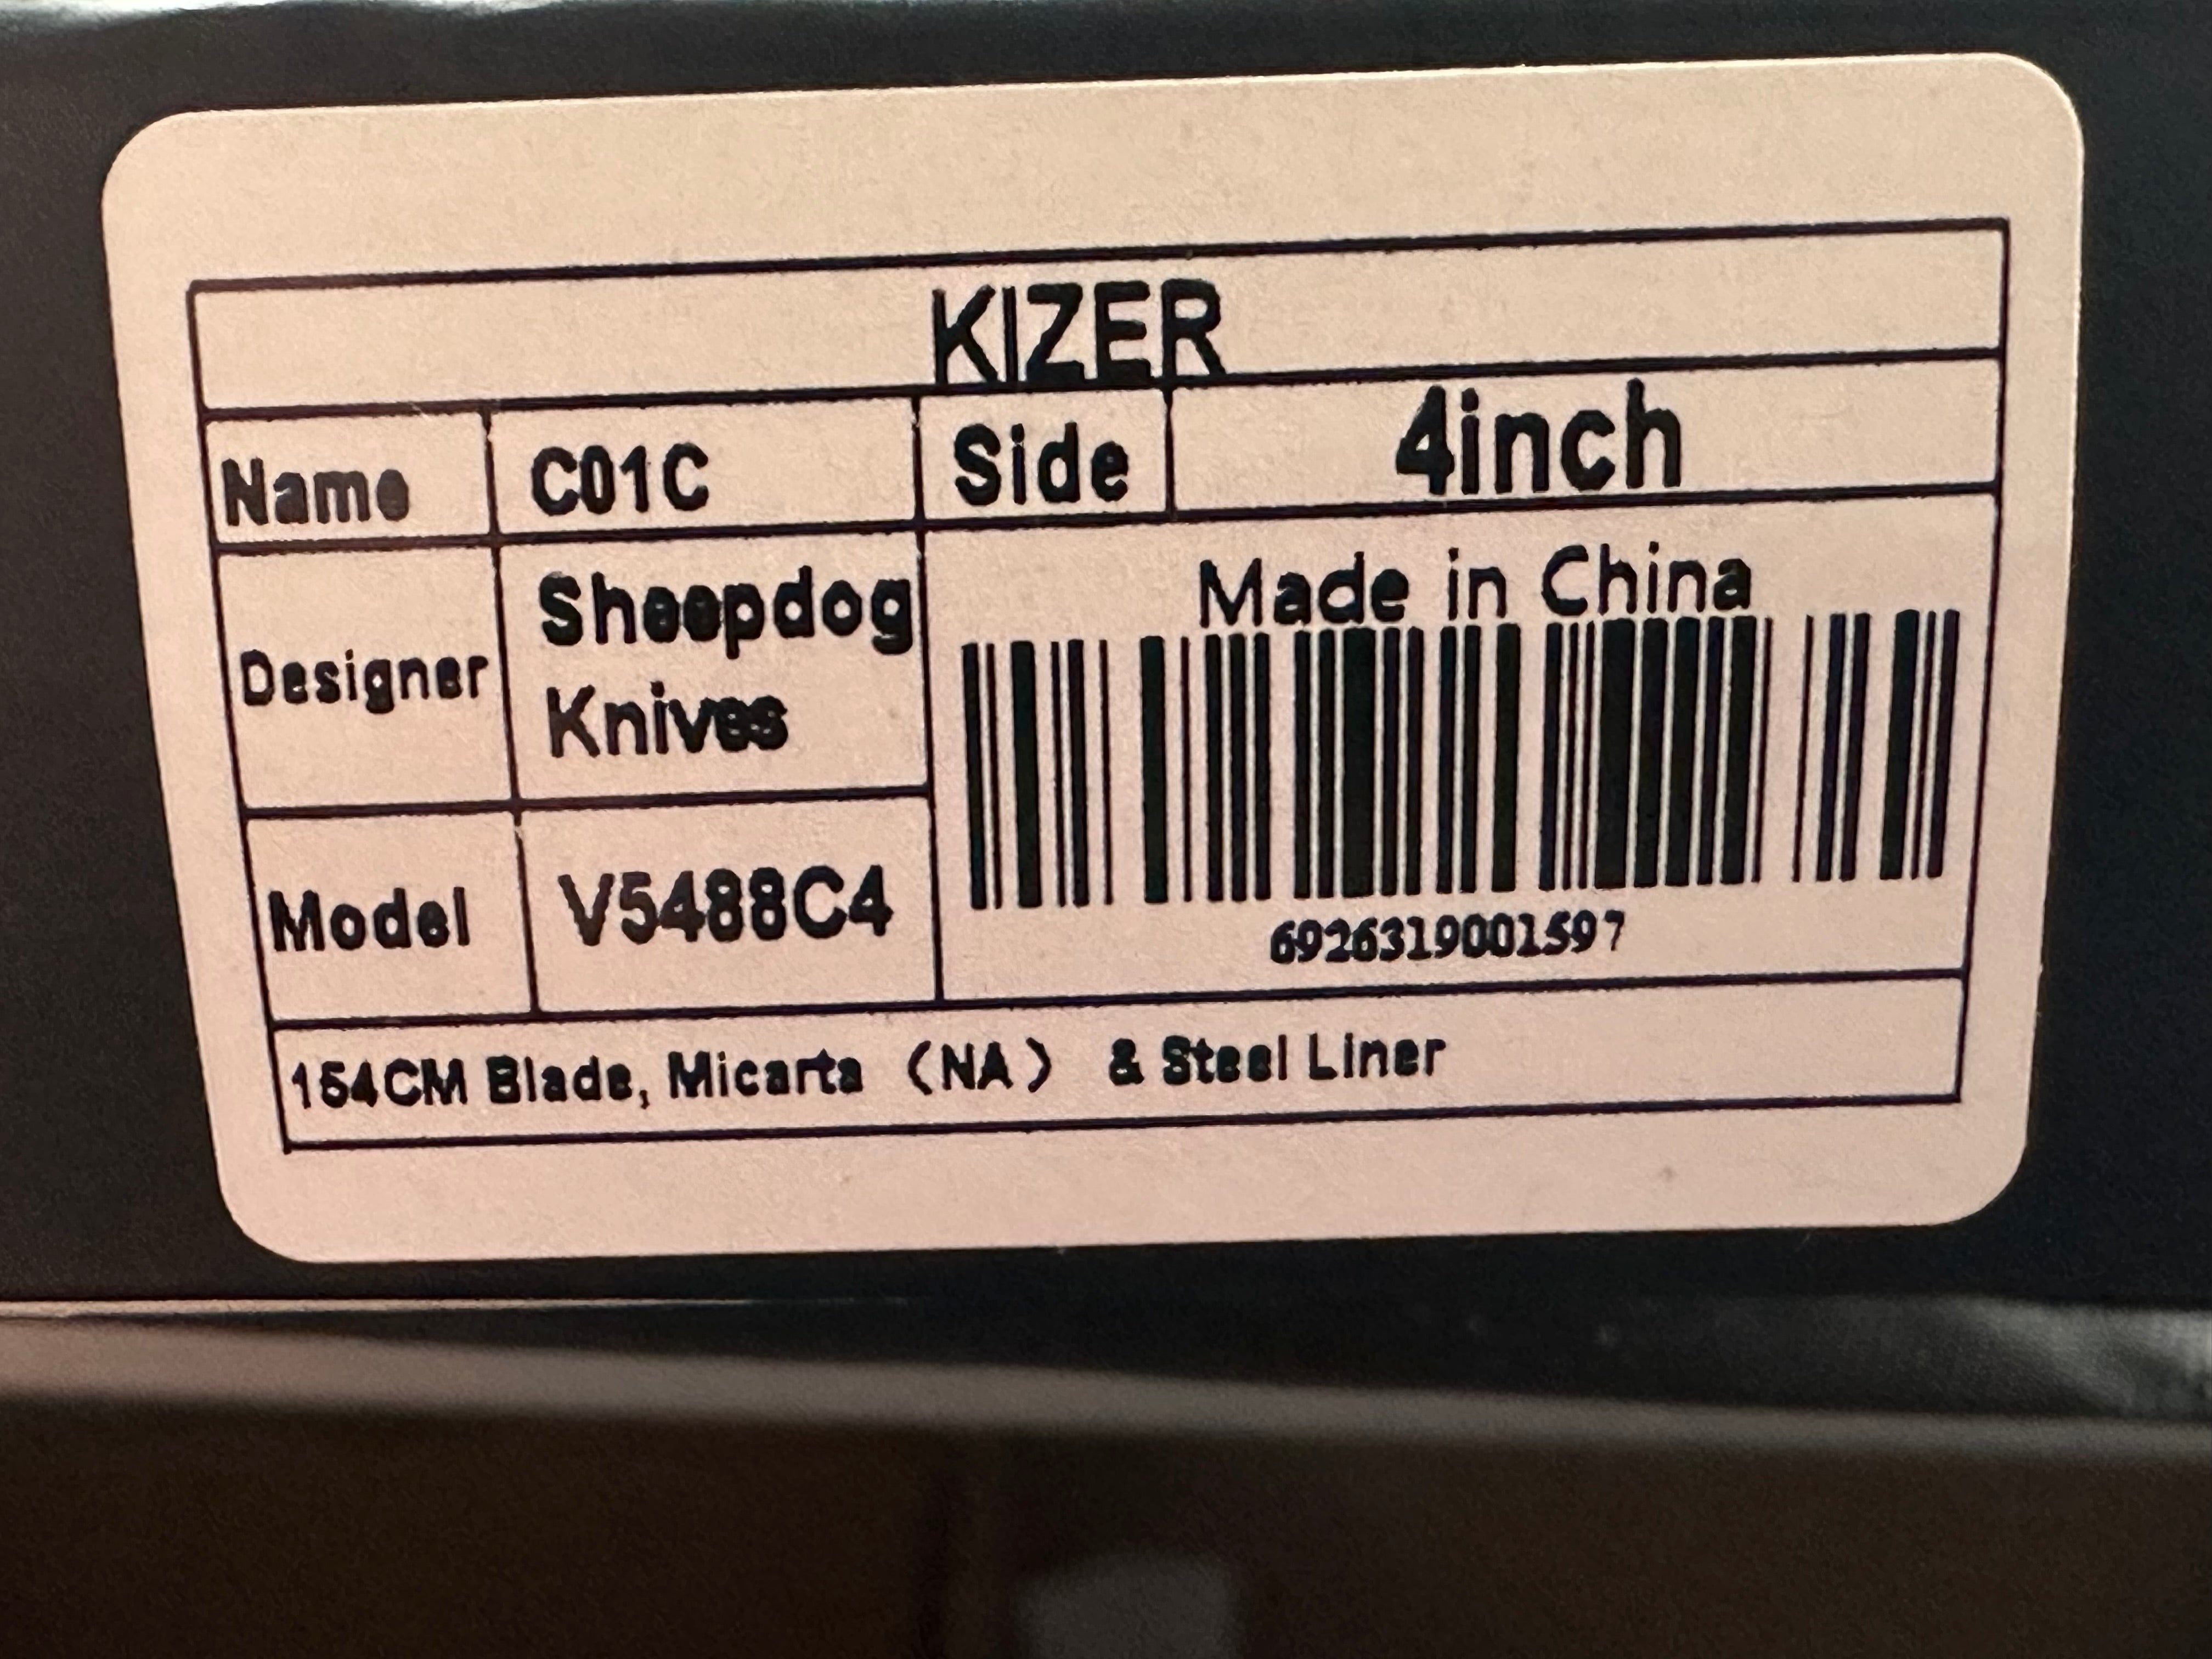 KIZER
Name C01C Side 4inch
Designer Sheepdog
Knives
Made in China
6926319001597
Model V5488C4
154CM Blade, Micarta （NA） & Steel Liner